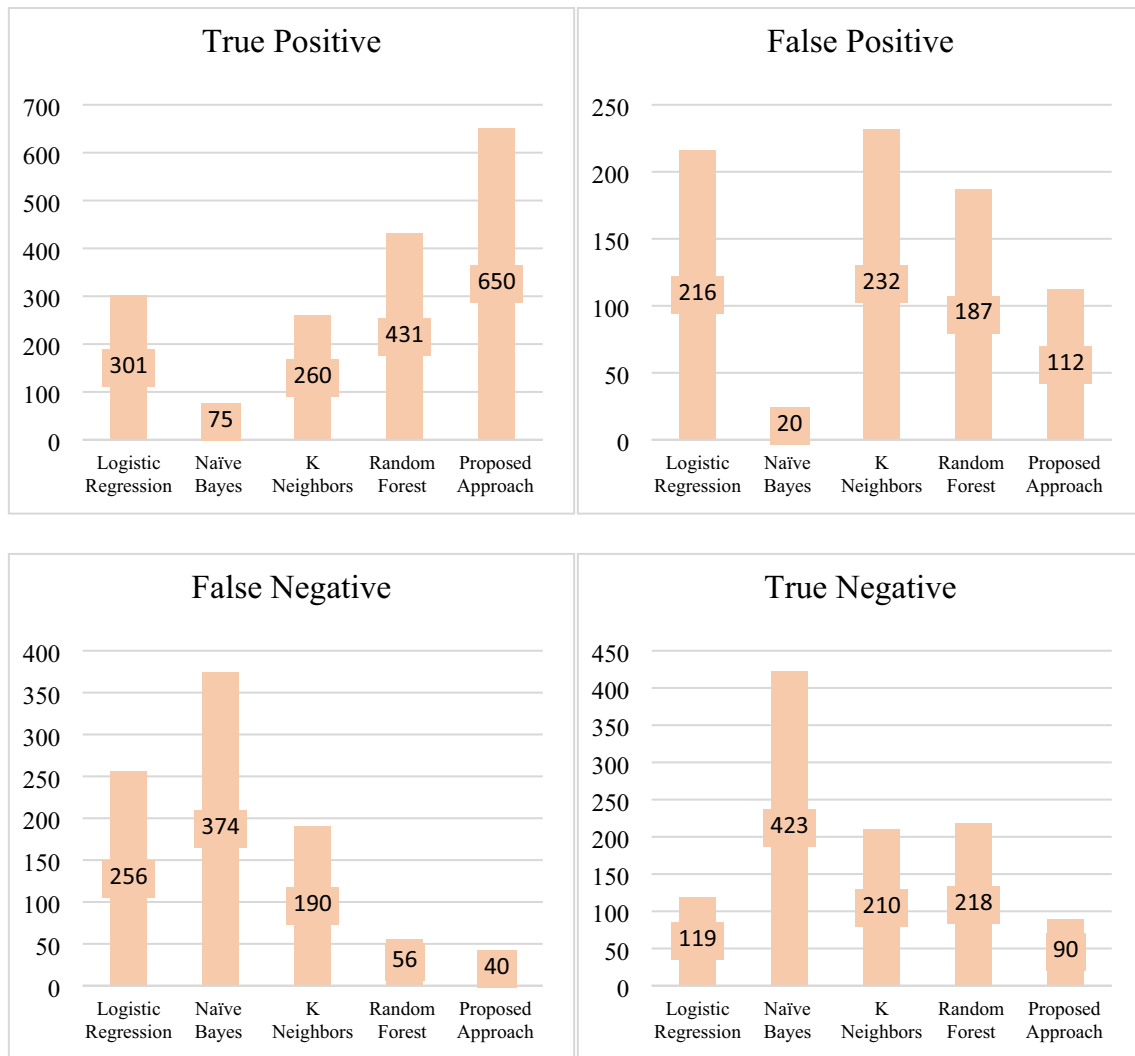 True Positive
700
600
500
400
300
200
100
0
301
75
260
431
650
Logistic Regression
Naïve Bayes
K Neighbors
Random Forest
Proposed Approach
False Positive
250
200
150
100
50
0
216
20
232
187
112
Logistic Regression
Naïve Bayes
K Neighbors
Random Forest
Proposed Approach
False Negative
400
350
300
250
200
150
100
50
0
256
374
190
56
40
Logistic Regression
Naïve Bayes
K Neighbors
Random Forest
Proposed Approach
True Negative
450
400
350
300
250
200
150
100
50
0
119
423
210
218
90
Logistic Regression
Naïve Bayes
K Neighbors
Random Forest
Proposed Approach